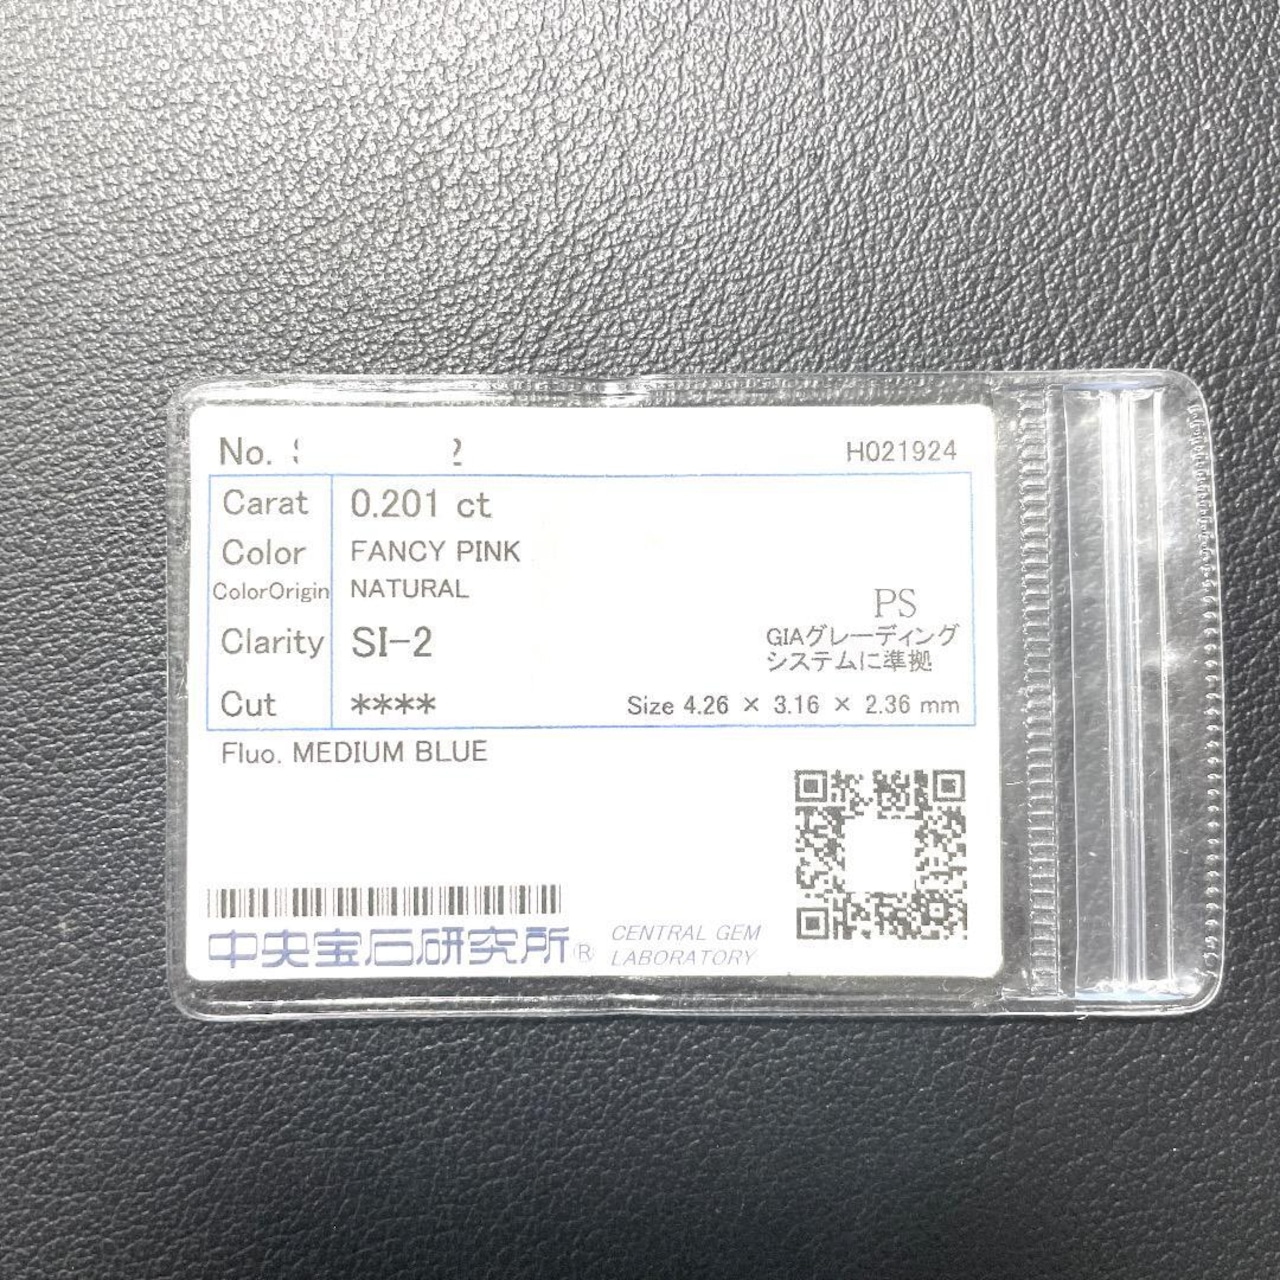 No.
H021924
Carat 0.201 ct
Color FANCY PINK
ColorOrigin NATURAL
PS
Clarity SI-2
GIAグレーディング
システムに準拠
Cut ****
Size 4.26 × 3.16 × 2.36 mm
Fluo. MEDIUM BLUE
中央宝石研究所®
CENTRAL GEM
LABORATORY